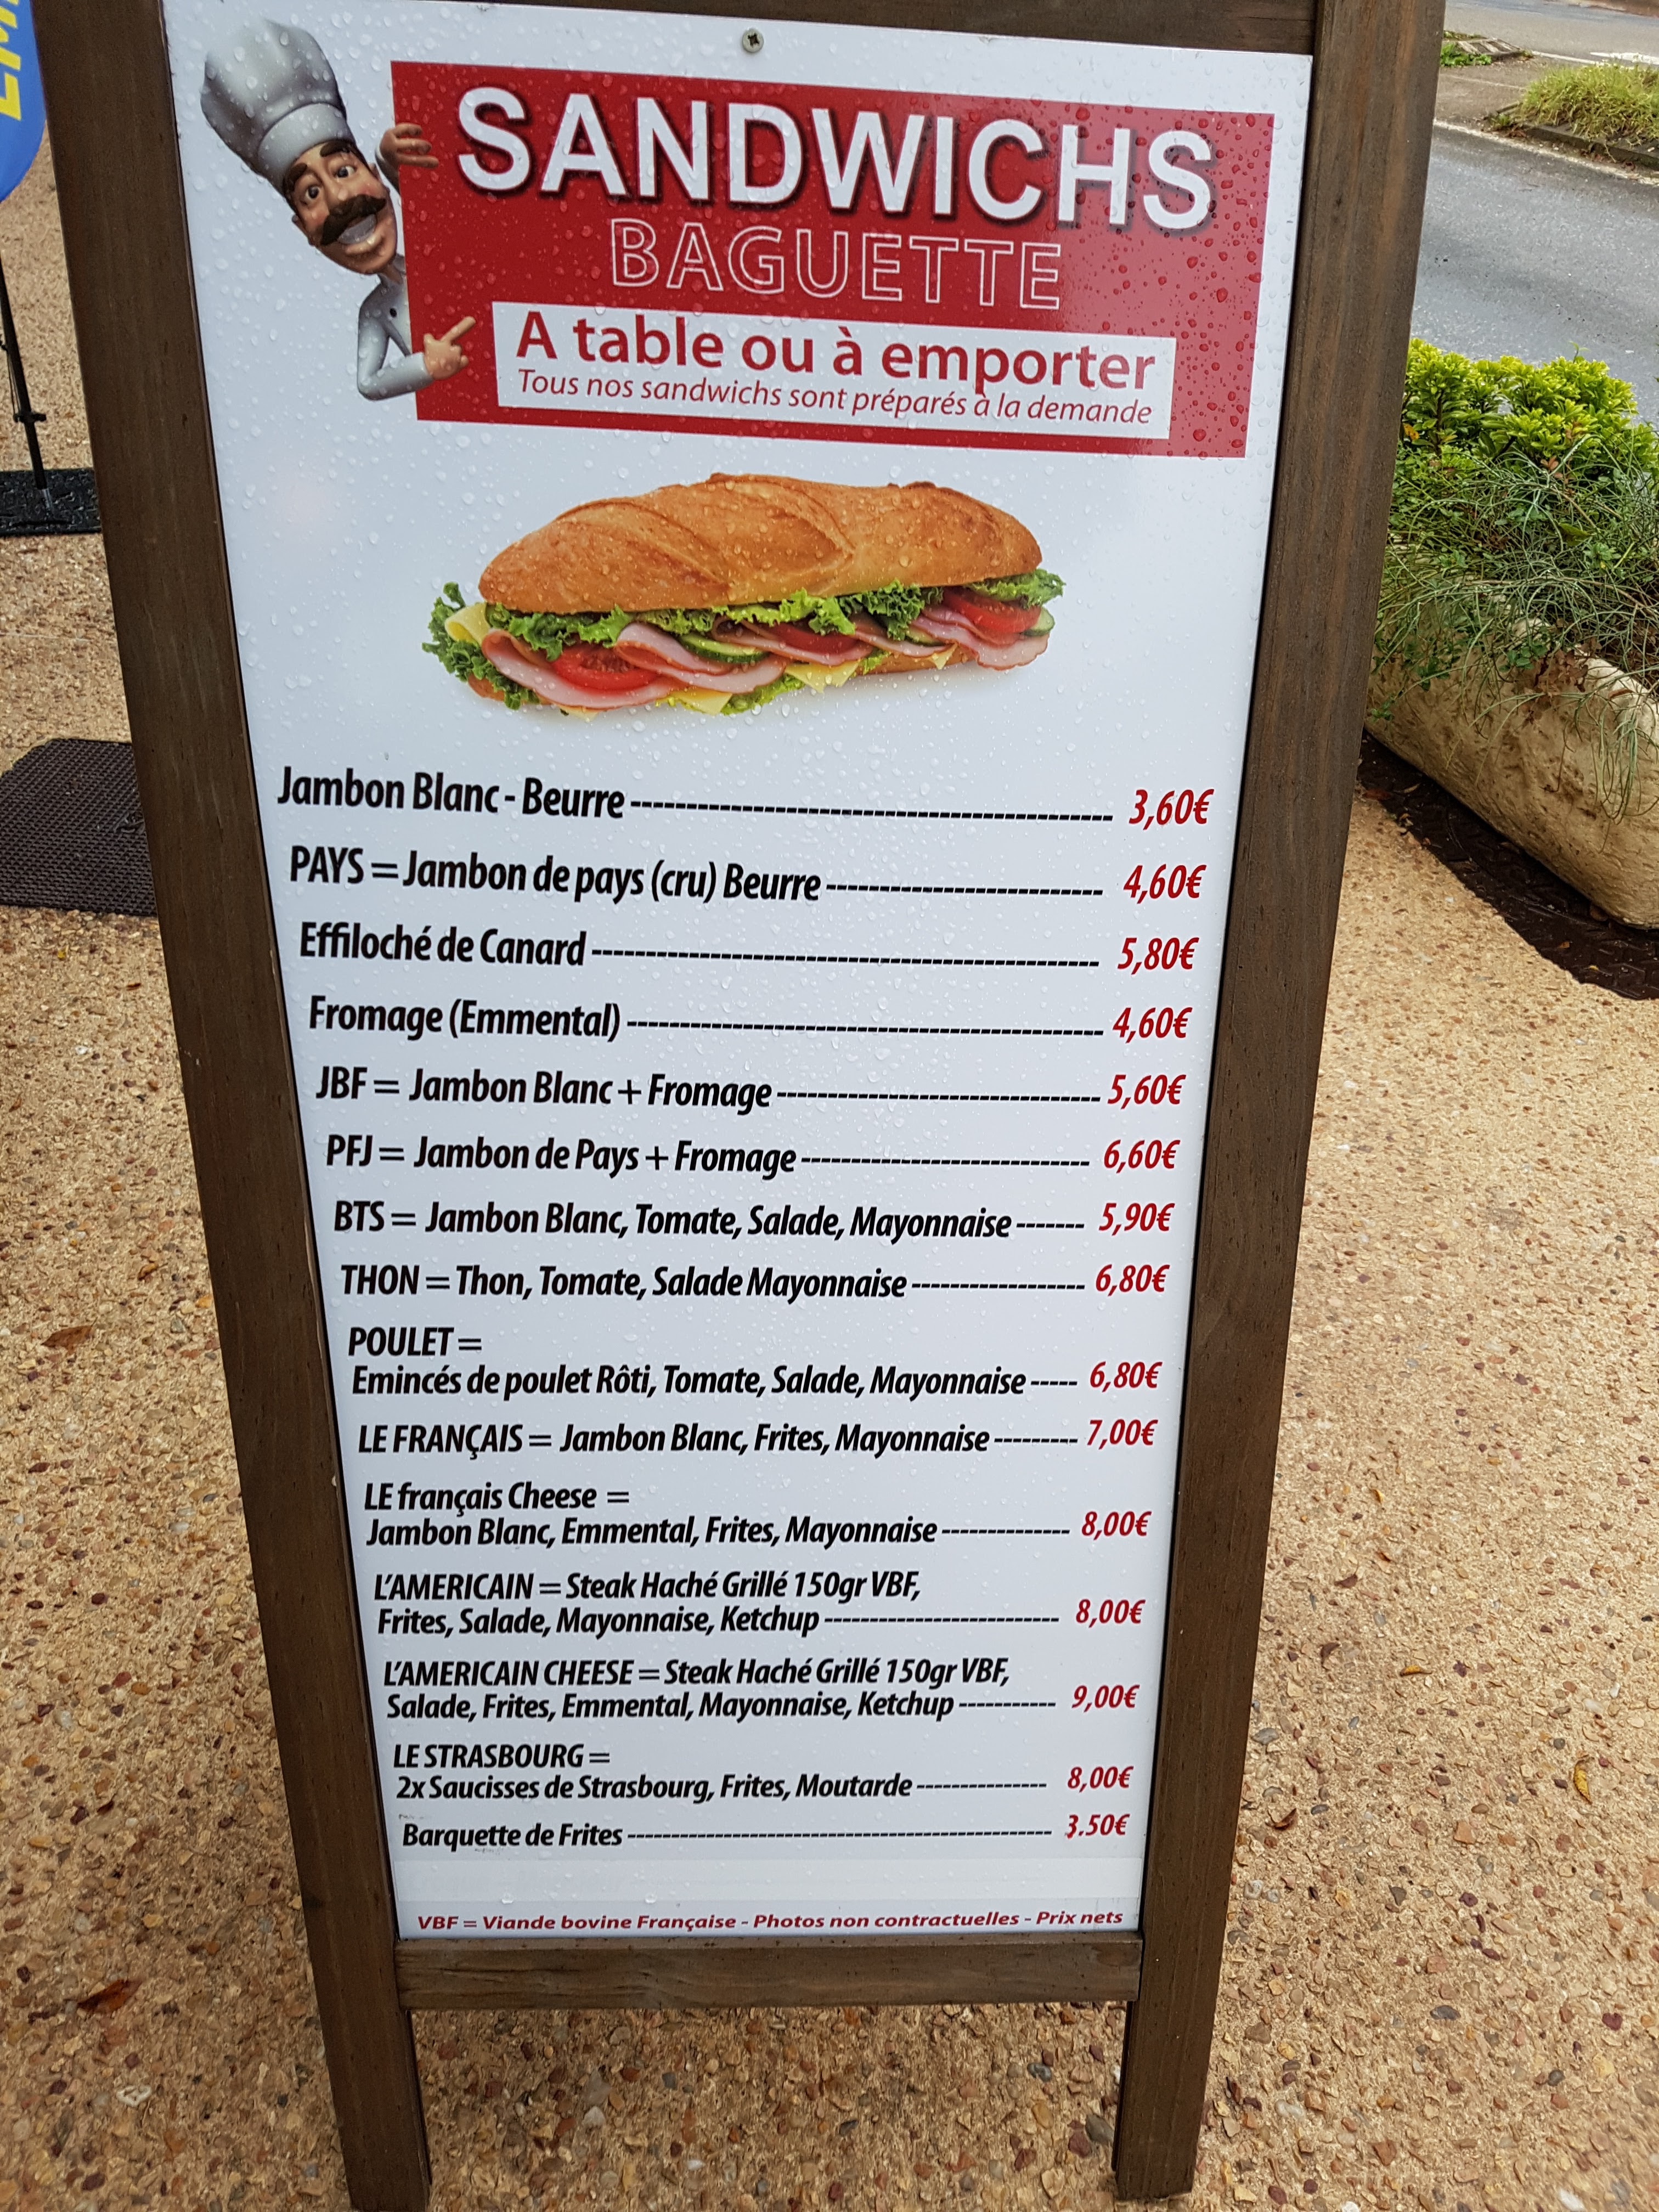 SANDWICHS
BAGUETTE
A table ou à emporter
Tous nos sandwichs sont préparés à la demande
Jambon Blanc - Beurre ---------- 3,60€
PAYS = Jambon de pays (cru) Beurre ---------- 4,60€
Effiloché de Canard ---------- 5,80€
Fromage (Emmental) ---------- 4,60€
JBF = Jambon Blanc + Fromage ---------- 5,60€
PFJ = Jambon de Pays + Fromage ---------- 6,60€
BTS = Jambon Blanc, Tomate, Salade, Mayonnaise ------- 5,90€
THON = Thon, Tomate, Salade Mayonnaise ---------- 6,80€
POULET =
Emincés de poulet Rôti, Tomate, Salade, Mayonnaise ----- 6,80€
LE FRANÇAIS = Jambon Blanc, Frites, Mayonnaise --------- 7,00€
LE français Cheese =
Jambon Blanc, Emmental, Frites, Mayonnaise ---------- 8,00€
L'AMERICAIN = Steak Haché Grillé 150gr VBF,
Frites, Salade, Mayonnaise, Ketchup ---------- 8,00€
L'AMERICAIN CHEESE = Steak Haché Grillé 150gr VBF,
Salade, Frites, Emmental, Mayonnaise, Ketchup ---------- 9,00€
LE STRASBOURG =
2x Saucisses de Strasbourg, Frites, Moutarde ---------- 8,00€
Barquette de Frites ---------- 3.50€
VBF = Viande bovine Française - Photos non contractuelles - Prix nets